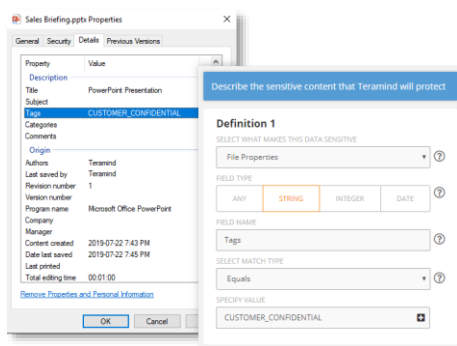 Sales Briefing.pptx Properties
General Security Details Previous Versions
Property Value
Description
Title PowerPoint Presentation
Subject
Tags CUSTOMER_CONFIDENTIAL
Categories
Comments
Origin
Authors Teramind
Last saved by Teramind
Revision number 1
Version number
Program name Microsoft Office PowerPoint
Company
Manager
Content created 2019-07-22 7:43 PM
Date last saved 2019-07-22 7:45 PM
Last printed
Total editing time 00:01:00
Remove Properties and Personal Information
OK Cancel
Describe the sensitive content that Teramind will protect
Definition 1
SELECT WHAT MAKES THIS DATA SENSITIVE
File Properties
FIELD TYPE
ANY STRING INTEGER DATE
FIELD NAME
Tags
SELECT MATCH TYPE
Equals
SPECIFY VALUE
CUSTOMER_CONFIDENTIAL